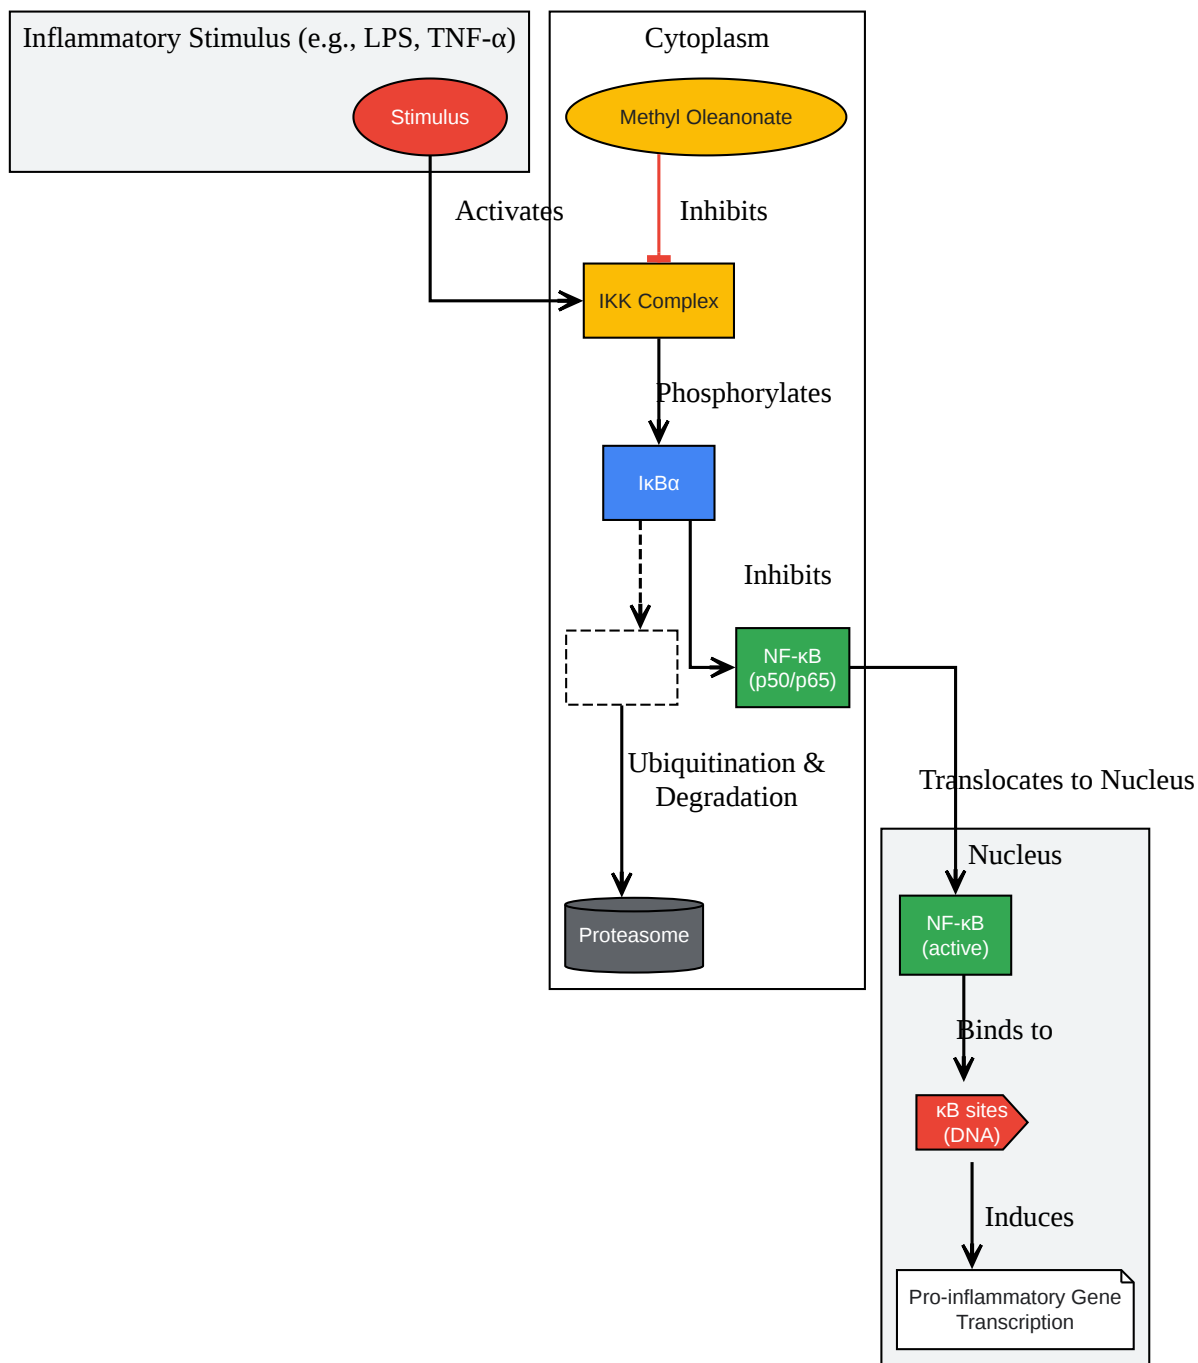 Inflammatory Stimulus (e.g., LPS, TNF-α)
Cytoplasm
Stimulus
Methyl Oleanonate
Activates
Inhibits
IKK Complex
Phosphorylates
IκBα
Inhibits
NF-κB
(p50/p65)
Ubiquitination &
Degradation
Translocates to Nucleus
Nucleus
Proteasome
NF-κB
(active)
Binds to
κB sites
(DNA)
Induces
Pro-inflammatory Gene
Transcription